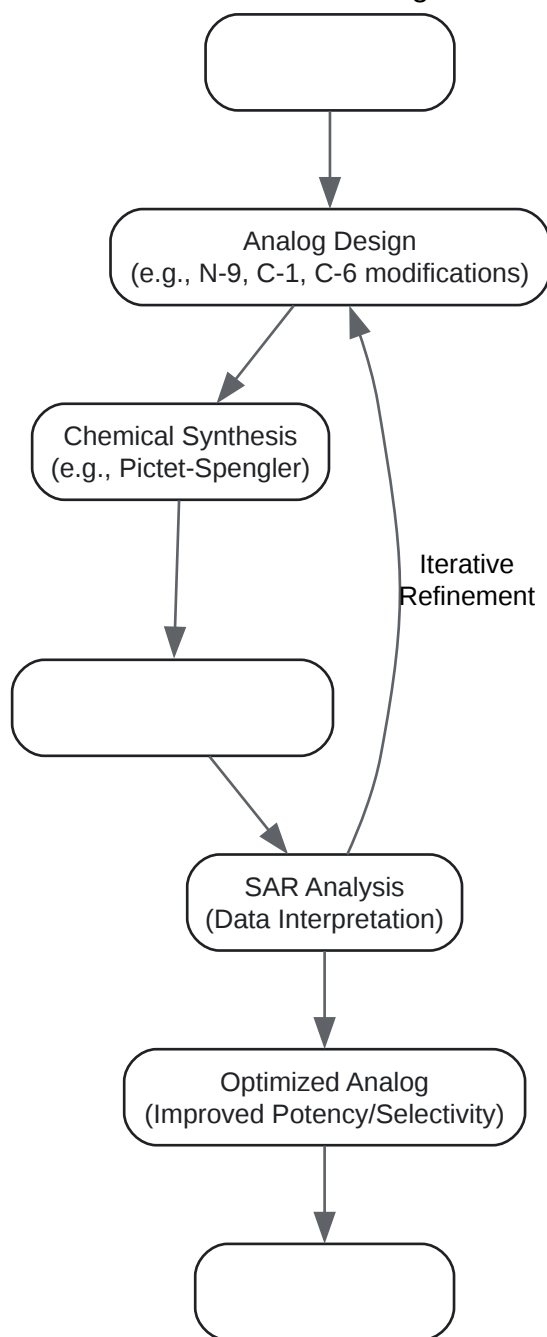 Analog Design
(e.g., N-9, C-1, C-6 modifications)
Chemical Synthesis
(e.g., Pictet-Spengler)
Iterative
Refinement
SAR Analysis
(Data Interpretation)
Optimized Analog
(Improved Potency/Selectivity)